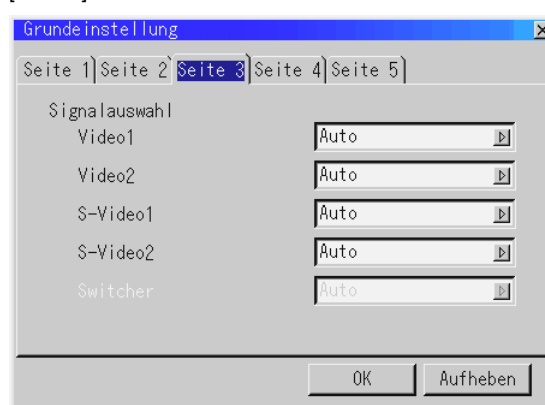 Grundeinstellung
Seite 1 Seite 2 Seite 3 Seite 4 Seite 5
Signalauswahl
Video1 Auto
Video2 Auto
S-Video1 Auto
S-Video2 Auto
Switcher Auto
OK Aufheben